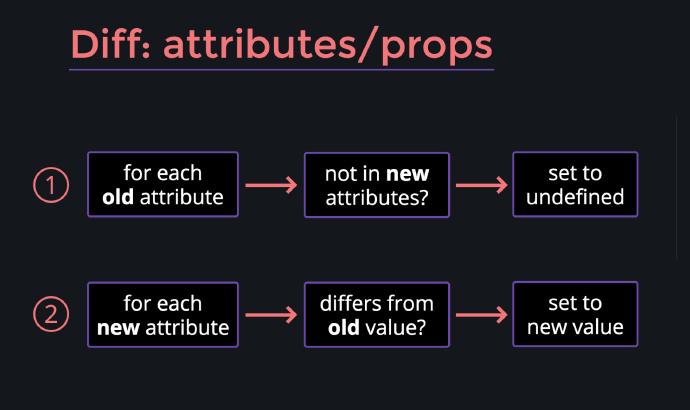 Diff: attributes/props
1
for each
old attribute
not in new
attributes?
set to
undefined
2
for each
new attribute
differs from
old value?
set to
new value